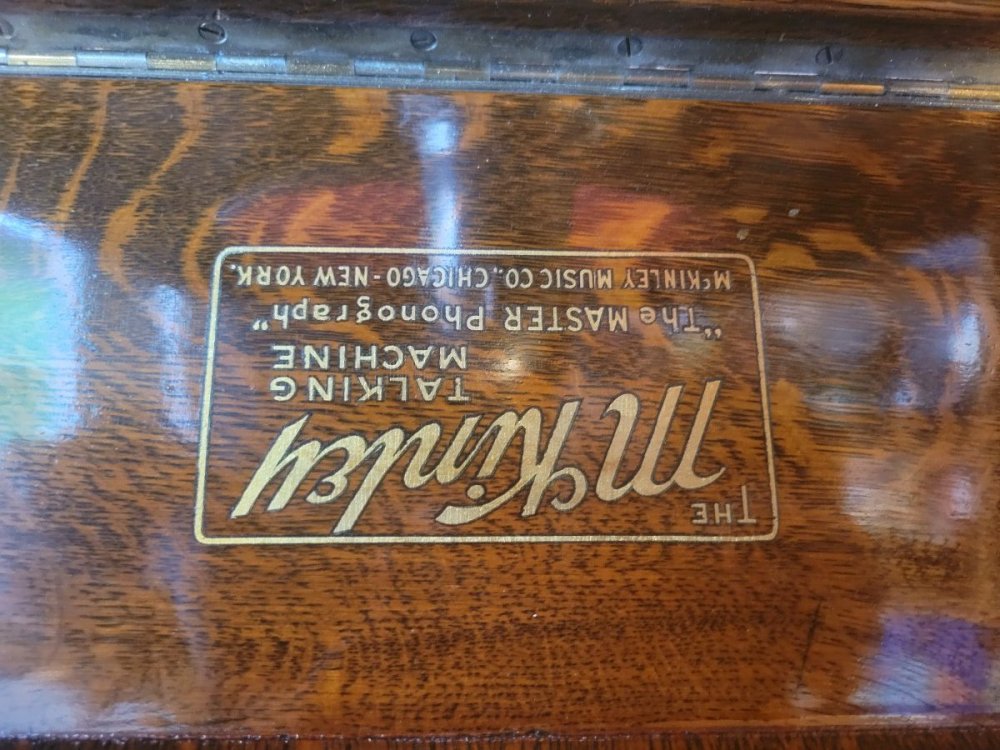 THE
McKinley
TALKING
MACHINE
"The MASTER Phonograph"
McKINLEY MUSIC CO., CHICAGO - NEW YORK.